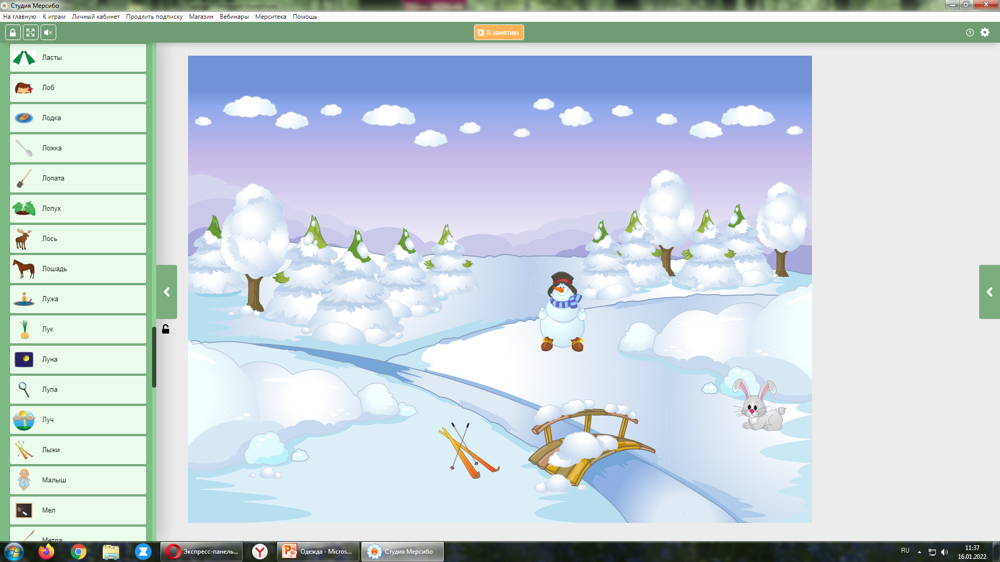 Студия Мерсибо
На главную К играм Личный кабинет Продлить подписку Магазин Вебинары Мерситека Помощь
К занятию
Ласты
Лоб
Лодка
Ложка
Лопата
Лопух
Лось
Лошадь
Лужа
Лук
Луна
Лупа
Луч
Лыжи
Малыш
Мел
Метла
Экспресс-панель...
Одежда - Micros...
Студия Мерсибо
RU
11:37
16.01.2022